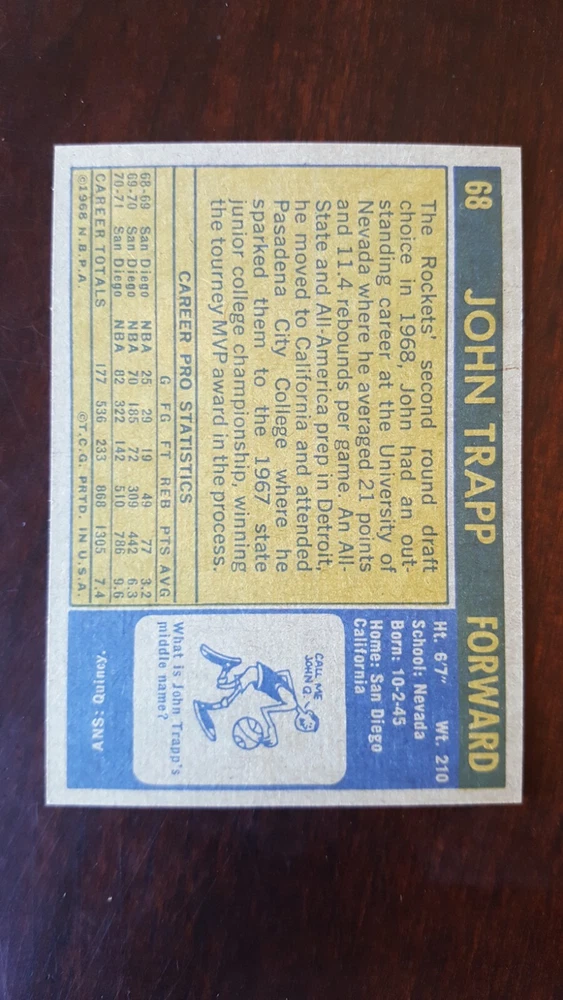 68 JOHN TRAPP FORWARD
The Rockets' second round draft
choice in 1968, John had an out-
standing career at the University of
Nevada where he averaged 21 points
and 11.4 rebounds per game. An All-
State and All-America prep in Detroit,
he moved to California and attended
Pasadena City College where he
sparked them to the 1967 state
junior college championship, winning
the tourney MVP award in the process.
CAREER PRO STATISTICS
G FG FT REB PTS AVG
68-69 San Diego NBA 25 29 19 49 77 3.2
69-70 San Diego NBA 70 185 72 309 442 6.3
70-71 San Diego NBA 82 322 142 510 786 9.6
CAREER TOTALS 177 536 233 868 1305 7.4
©1968 N.B.P.A. ©T.C.G. PRTD. IN U.S.A.
Ht. 6'7" Wt. 210
School: Nevada
Born: 10-2-45
Home: San Diego
California
CALL ME
JOHN Q.
What is John Trapp's
middle name?
ANS: Quincy.